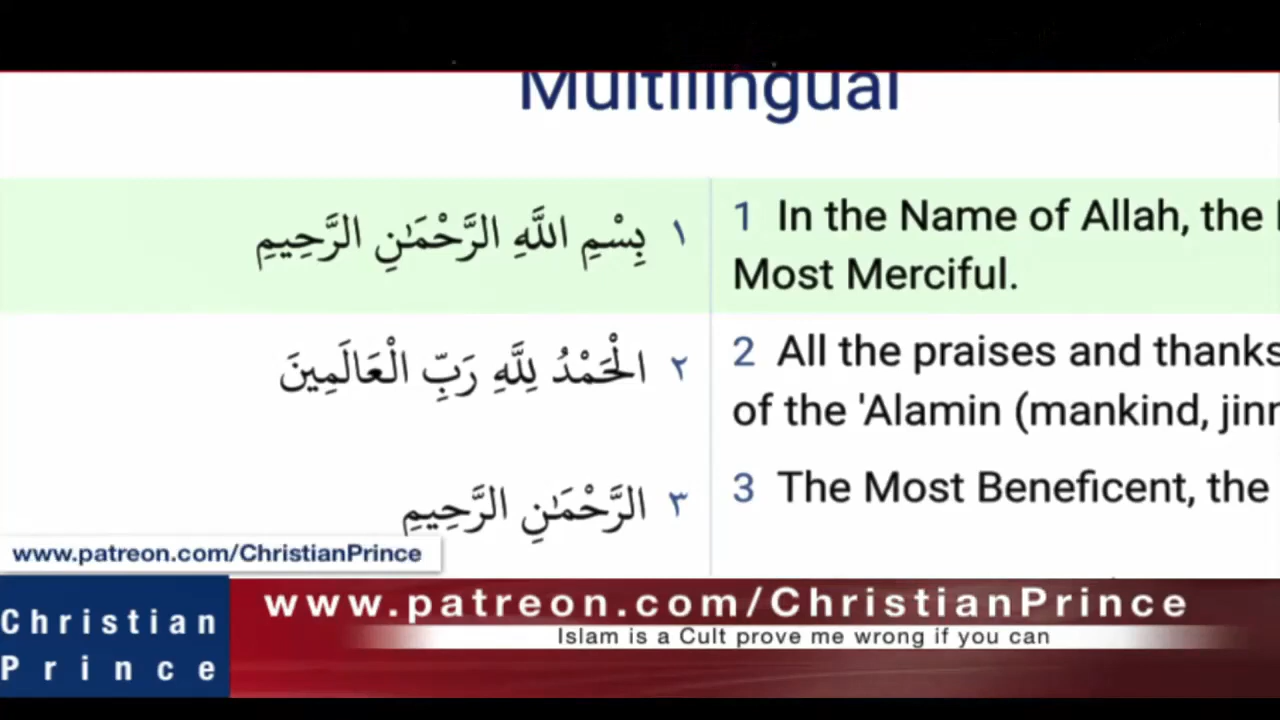 Multilingual
بِسْمِ اللَّهِ الرَّحْمَٰنِ الرَّحِيمِ ١
1 In the Name of Allah, the
Most Merciful.
الْحَمْدُ لِلَّهِ رَبِّ الْعَالَمِينَ ٢
2 All the praises and thanks
of the 'Alamin (mankind, jinn
الرَّحْمَٰنِ الرَّحِيمِ ٣
3 The Most Beneficent, the
www.patreon.com/ChristianPrince
Christian
Prince
www.patreon.com/ChristianPrince
Islam is a Cult prove me wrong if you can